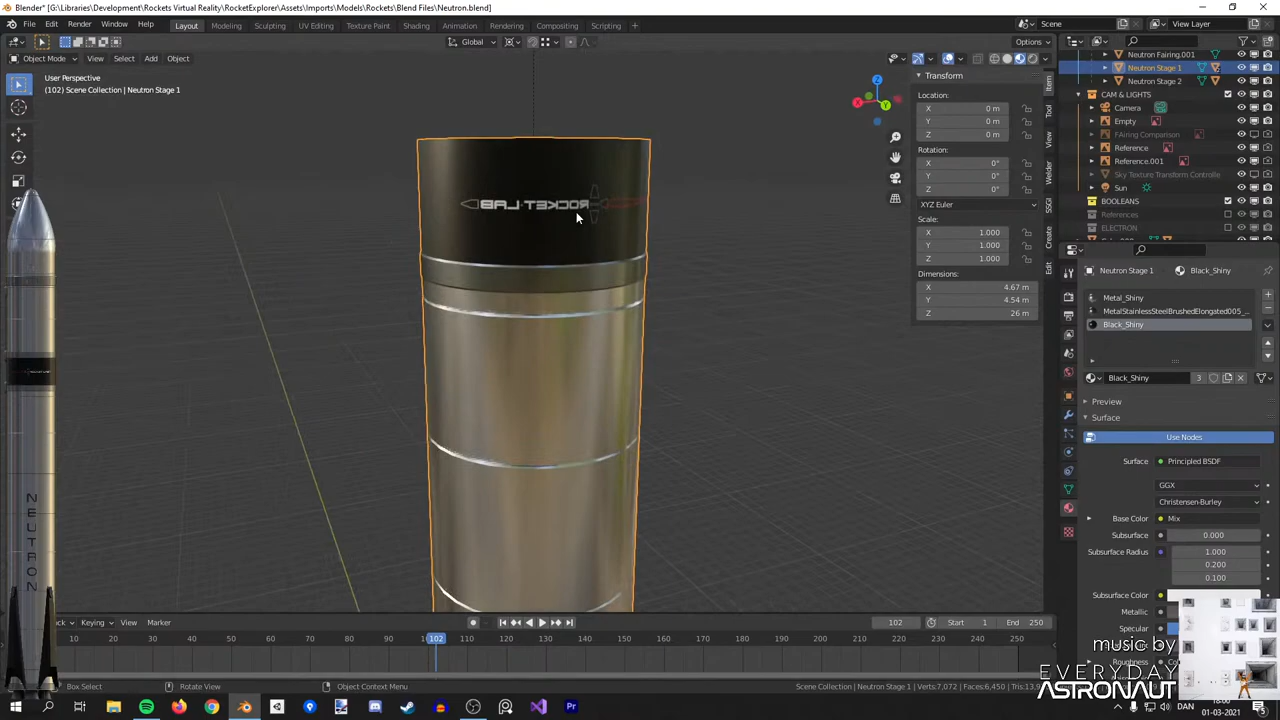 Blender* [G:\Libraries\Development\Rockets Virtual Reality\RocketExplorer\Assets\Imports\Models\Rockets\Blend Files\Neutron.blend]
File Edit Render Window Help Layout Modeling Sculpting UV Editing Texture Paint Shading Animation Rendering Compositing Scripting + Scene View Layer
Global Options
Object Mode View Select Add Object
User Perspective
(102) Scene Collection | Neutron Stage 1
Transform
Location:
X 0 m
Y 0 m
Z 0 m
Rotation:
X 0°
Y 0°
Z 0°
XYZ Euler
Scale:
X 1.000
Y 1.000
Z 1.000
Dimensions:
X 4.67 m
Y 4.54 m
Z 26 m
Item
Tool
View
Welder
SSGI
Create
Edit
X
Y
Z
ROCKET LAB
NEUTRON
Neutron Fairing.001
Neutron Stage 1
Neutron Stage 2
CAM & LIGHTS
Camera
Empty
FAiring Comparison
Reference
Reference.001
Sky Texture Transform Controlle
Sun
BOOLEANS
References
ELECTRON
Neutron Stage 1 Black_Shiny
Metal_Shiny
MetalStainlessSteelBrushedElongated005_...
Black_Shiny
Black_Shiny 3
Preview
Surface
Use Nodes
Surface Principled BSDF
GGX
Christensen-Burley
Base Color Mix
Subsurface 0.000
Subsurface Radius 1.000
0.200
0.100
Subsurface Color
Metallic
Specular
Roughness
music by
EVERYDAY
ASTRONAUT
Keying View Marker 102 Start 1 End 250
10 20 30 40 50 60 70 80 90 102 110 120 130 140 150 160 170 180 190 200 210 220 230 240 250
Box Select Rotate View Object Context Menu Scene Collection | Neutron Stage 1 | Verts:7,072 | Faces:6,450
DAN
01-03-2021